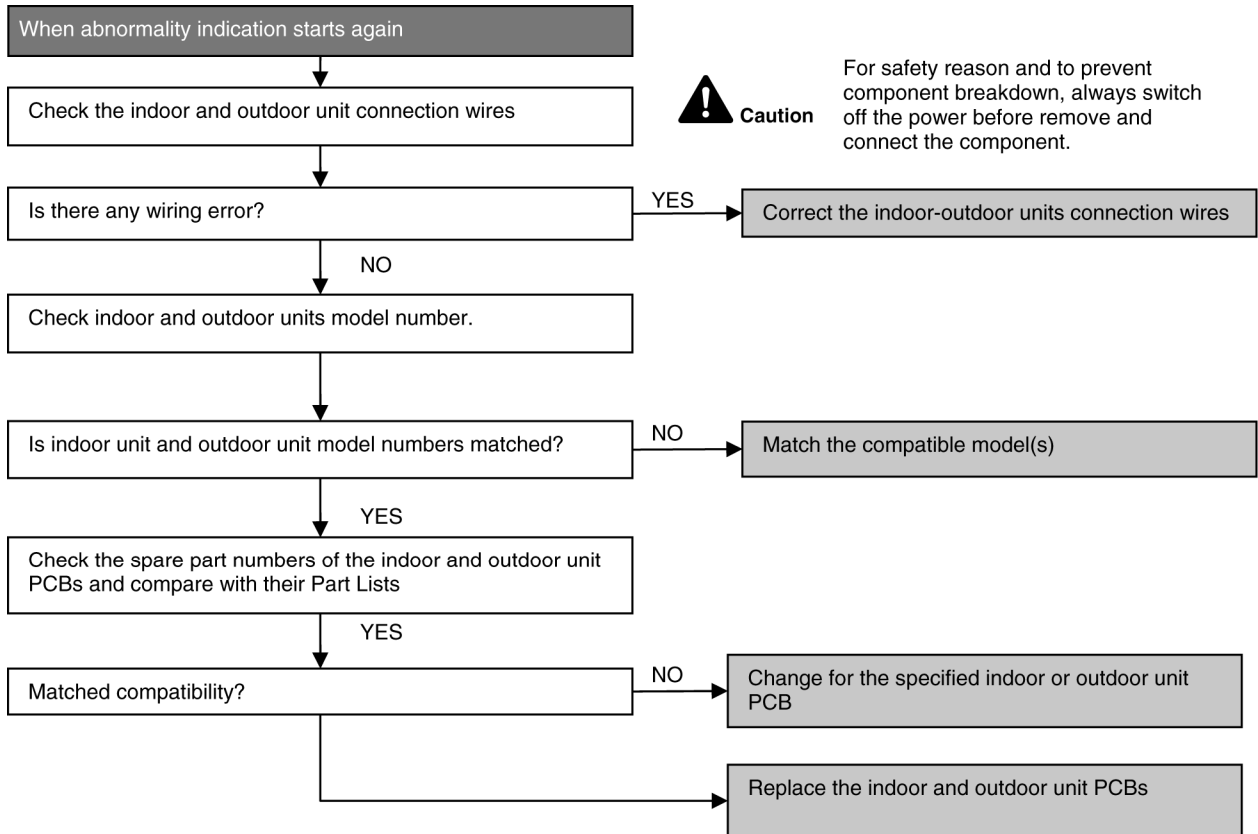 When abnormality indication starts again
Check the indoor and outdoor unit connection wires
For safety reason and to prevent
component breakdown, always switch
off the power before remove and
connect the component.
Caution
Is there any wiring error?
YES
Correct the indoor-outdoor units connection wires
NO
Check indoor and outdoor units model number.
Is indoor unit and outdoor unit model numbers matched?
NO
Match the compatible model(s)
YES
Check the spare part numbers of the indoor and outdoor unit
PCBs and compare with their Part Lists
YES
Matched compatibility?
NO
Change for the specified indoor or outdoor unit
PCB
Replace the indoor and outdoor unit PCBs